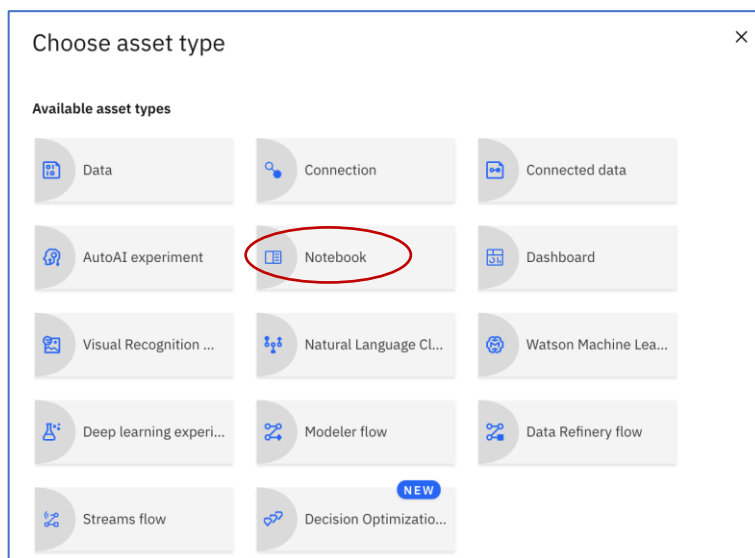 Choose asset type
Available asset types
Data
Connection
Connected data
AutoAI experiment
Notebook
Dashboard
Visual Recognition ...
Natural Language Cl...
Watson Machine Lea...
Deep learning experi...
Modeler flow
Data Refinery flow
NEW
Streams flow
Decision Optimizatio...